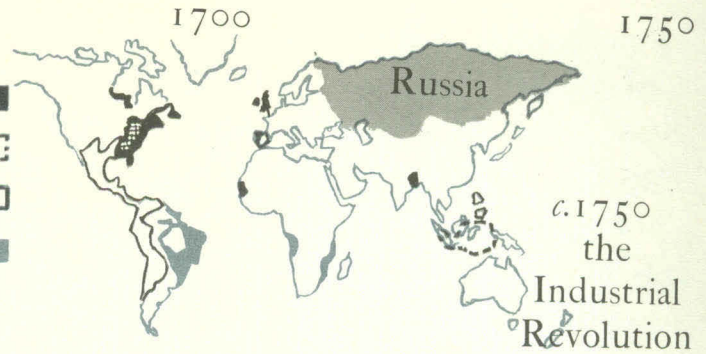 1700
1750
Russia
c.1750
the
Industrial
Revolution